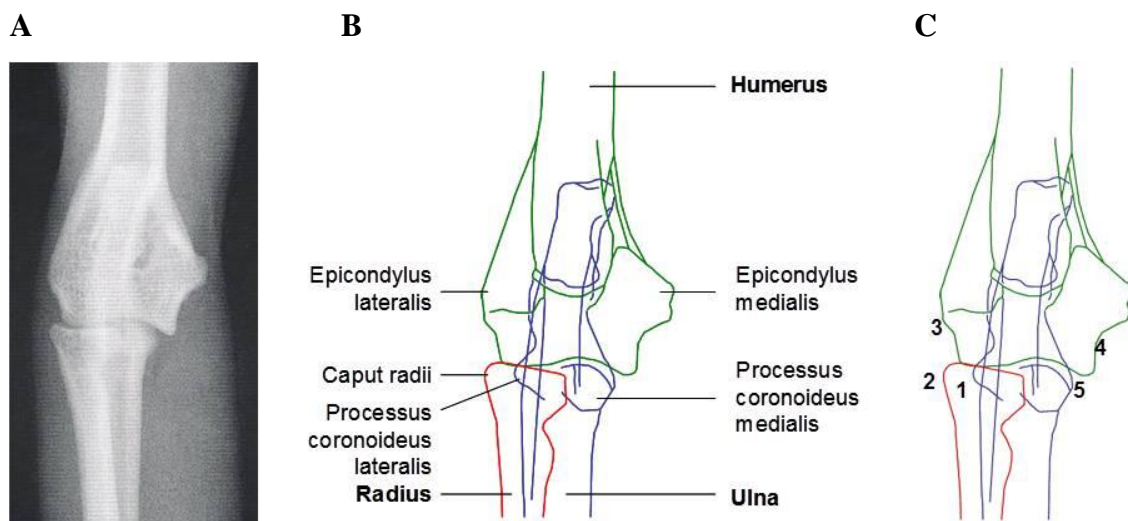 A
B
C
Humerus
Epicondylus
lateralis
Epicondylus
medialis
Caput radii
Processus
coronoideus
lateralis
Processus
coronoideus
medialis
Radius
Ulna
3
4
2
1
5